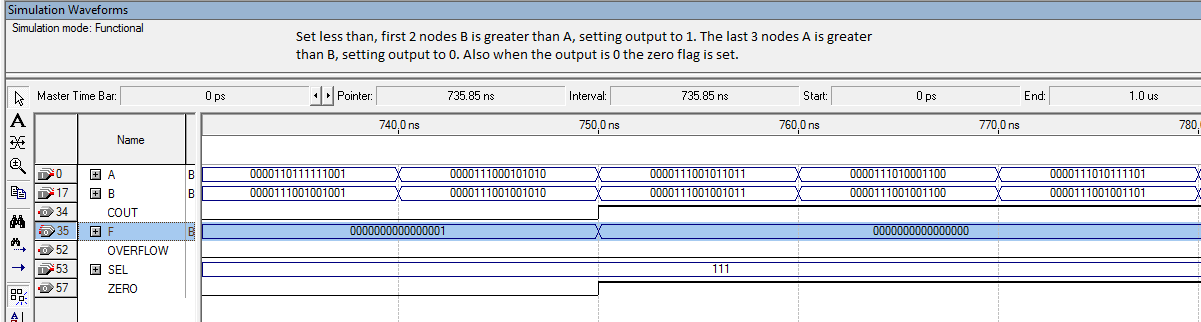 Simulation Waveforms
Simulation mode: Functional
Set less than, first 2 nodes B is greater than A, setting output to 1. The last 3 nodes A is greater
than B, setting output to 0. Also when the output is 0 the zero flag is set.
Master Time Bar: 0 ps Pointer: 735.85 ns Interval: 735.85 ns Start: 0 ps End: 1.0 us
Name 740.0 ns 750.0 ns 760.0 ns 770.0 ns 780.
0 A B 0000110111111001 0000111000101010 0000111001011011 0000111010001100 0000111010111101
17 B B 0000111001001001 0000111001001010 0000111001001011 0000111001001100 0000111001001101
34 COUT
35 F B 0000000000000001 0000000000000000
52 OVERFLOW
53 SEL 111
57 ZERO